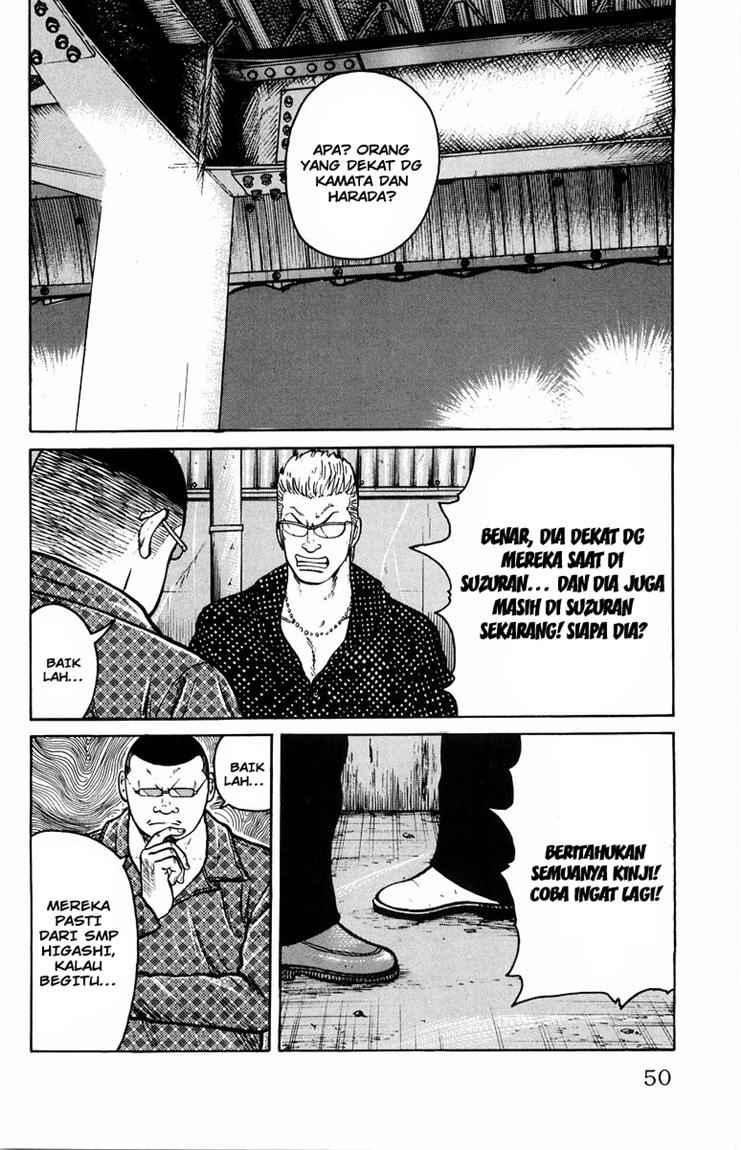 APA? ORANG
YANG DEKAT DG
KAMATA DAN
HARADA?
BENAR, DIA DEKAT DG
MEREKA SAAT DI
SUZURAN... DAN DIA JUGA
MASIH DI SUZURAN
SEKARANG! SIAPA DIA?
BAIK
LAH...
BERITAHUKAN
SEMUANYA KINJI!
COBA INGAT LAGI!
BAIK
LAH...
MEREKA
PASTI
DARI SMP
HIGASHI,
KALAU
BEGITU...
50